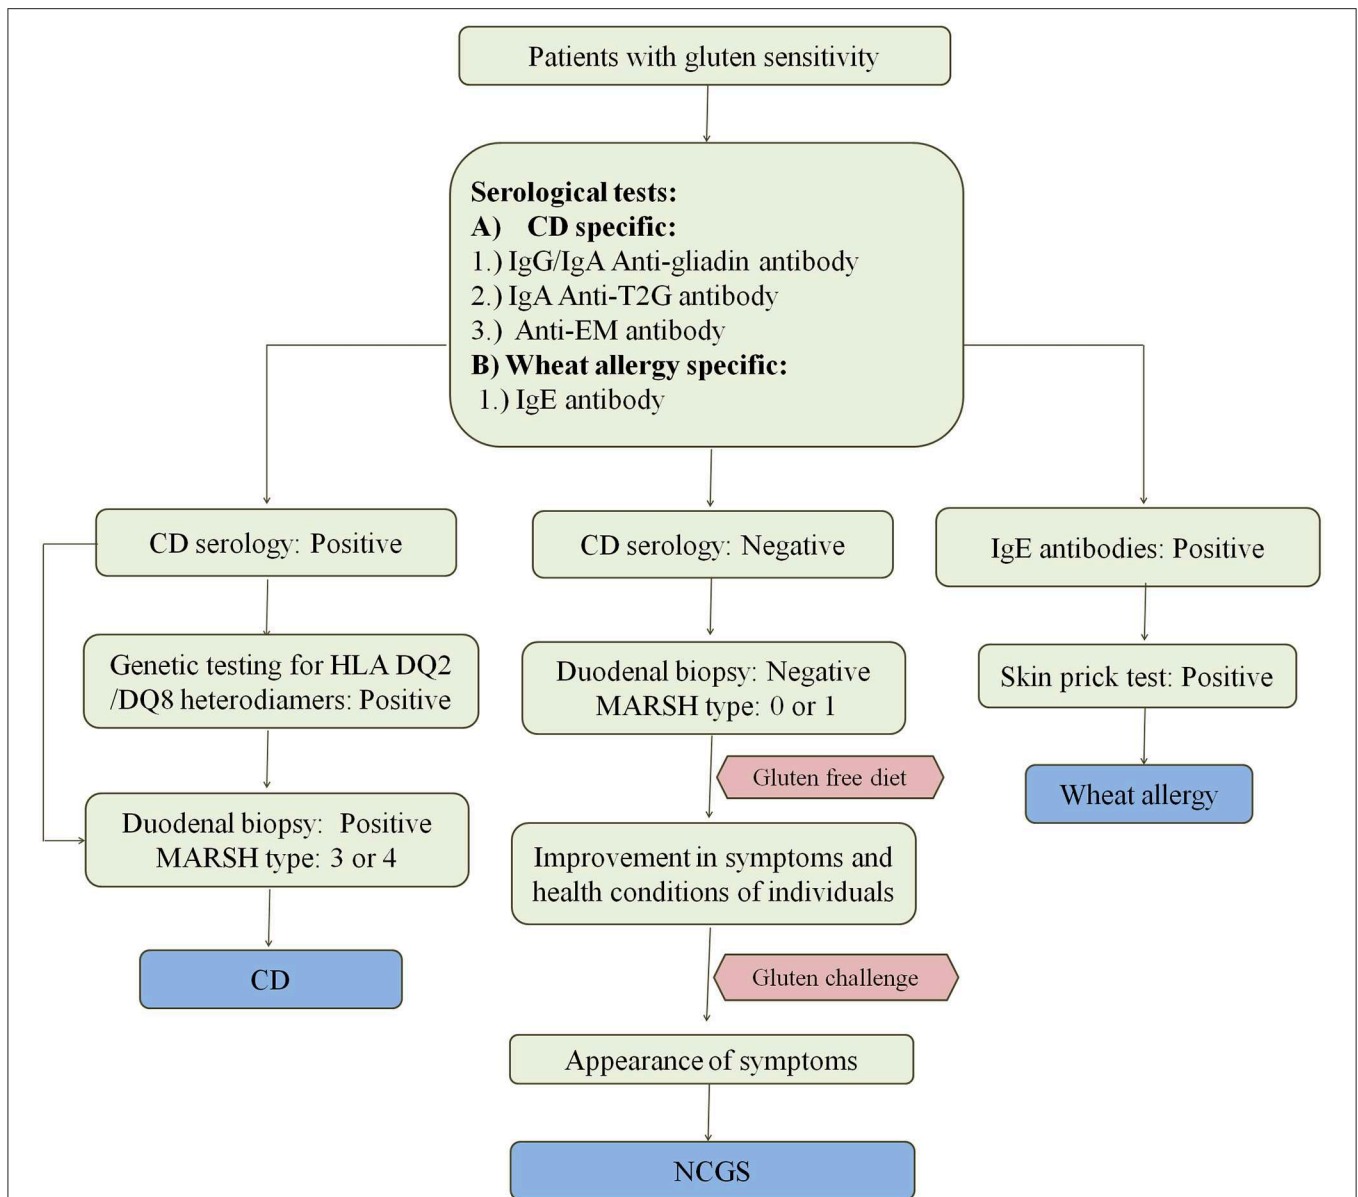 Patients with gluten sensitivity
Serological tests:
A) CD specific:
1.) IgG/IgA Anti-gliadin antibody
2.) IgA Anti-T2G antibody
3.) Anti-EM antibody
B) Wheat allergy specific:
1.) IgE antibody
CD serology: Positive
Genetic testing for HLA DQ2
/DQ8 heterodiamers: Positive
Duodenal biopsy: Positive
MARSH type: 3 or 4
CD
CD serology: Negative
Duodenal biopsy: Negative
MARSH type: 0 or 1
Gluten free diet
Improvement in symptoms and
health conditions of individuals
Gluten challenge
Appearance of symptoms
NCGS
IgE antibodies: Positive
Skin prick test: Positive
Wheat allergy